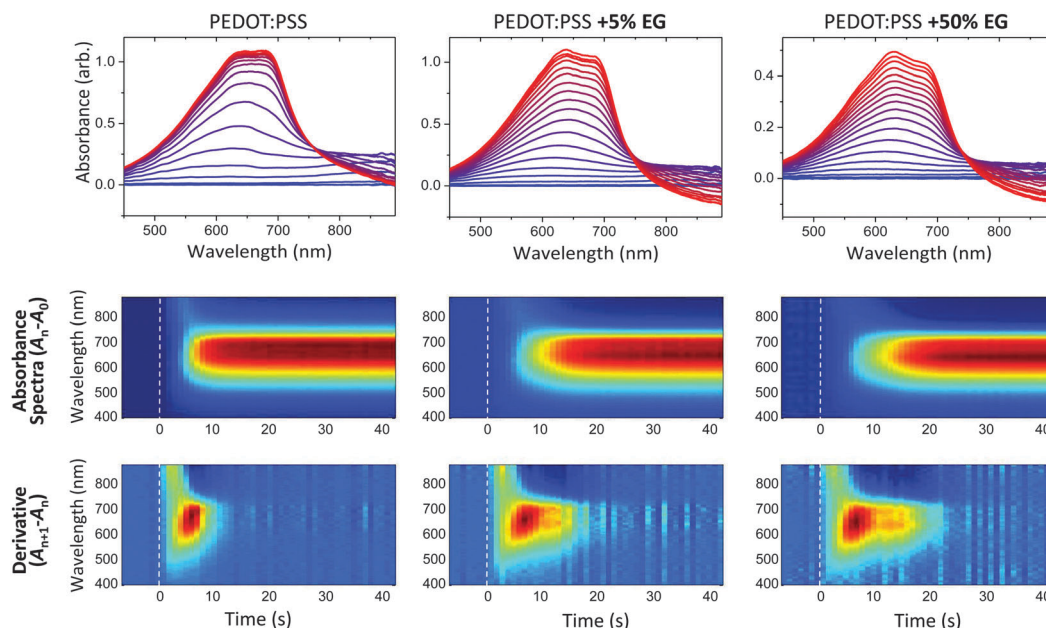 PEDOT:PSS
PEDOT:PSS +5% EG
PEDOT:PSS +50% EG
Absorbance (arb.)
1.0
0.5
0.0
1.0
0.5
0.0
0.4
0.2
0.0
500 600 700 800
500 600 700 800
500 600 700 800
Wavelength (nm)
Wavelength (nm)
Wavelength (nm)
Absorbance
Spectra (Aₙ-A₀)
Wavelength (nm)
800
700
600
500
400
800
700
600
500
400
800
700
600
500
400
0 10 20 30 40
0 10 20 30 40
0 10 20 30 40
Derivative
(Aₙ₊₁-Aₙ)
Wavelength (nm)
800
700
600
500
400
800
700
600
500
400
800
700
600
500
400
0 10 20 30 40
0 10 20 30 40
0 10 20 30 40
Time (s)
Time (s)
Time (s)